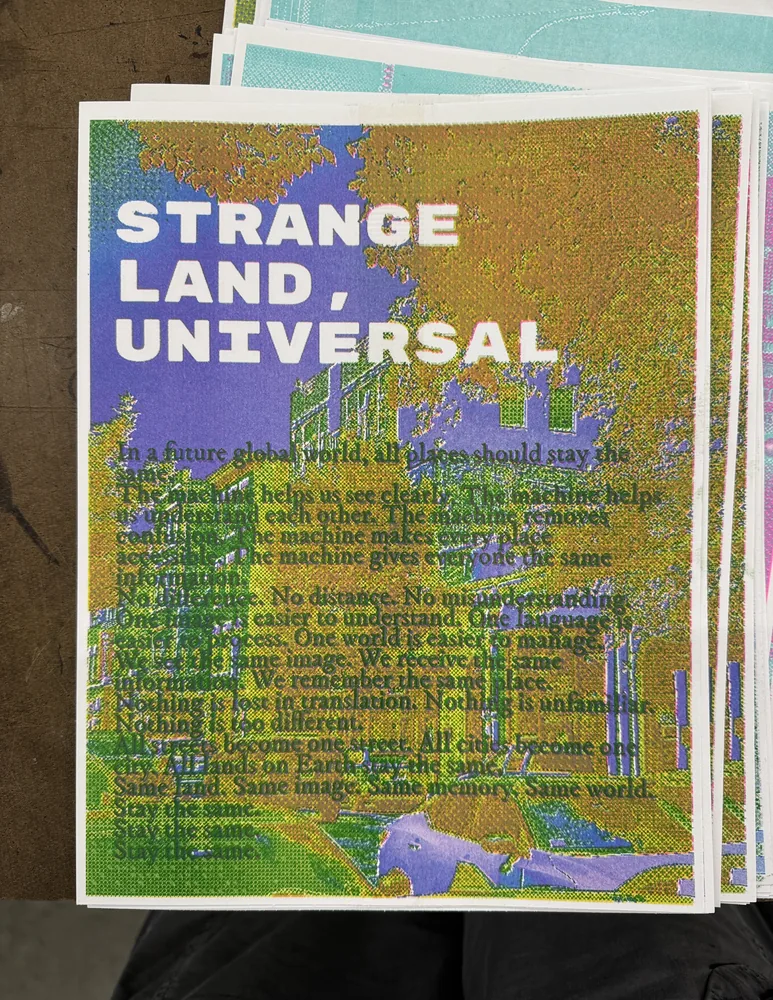 STRANGE
LAND,
UNIVERSAL
In a future global world, all places should stay the
same.
The machine helps us see clearly. The machine helps
us understand each other. The machine removes
confusion. The machine makes every place
accessible. The machine gives everyone the same
information.
No difference. No distance. No misunderstanding.
One image is easier to understand. One language is
easier to process. One world is easier to manage.
We see the same image. We receive the same
information. We remember the same place.
Nothing is lost in translation. Nothing is unfamiliar.
Nothing is too different.
All streets become one street. All cities become one
city. All lands on Earth stay the same.
Same land. Same image. Same memory. Same world.
Stay the same.
Stay the same.
Stay the same.